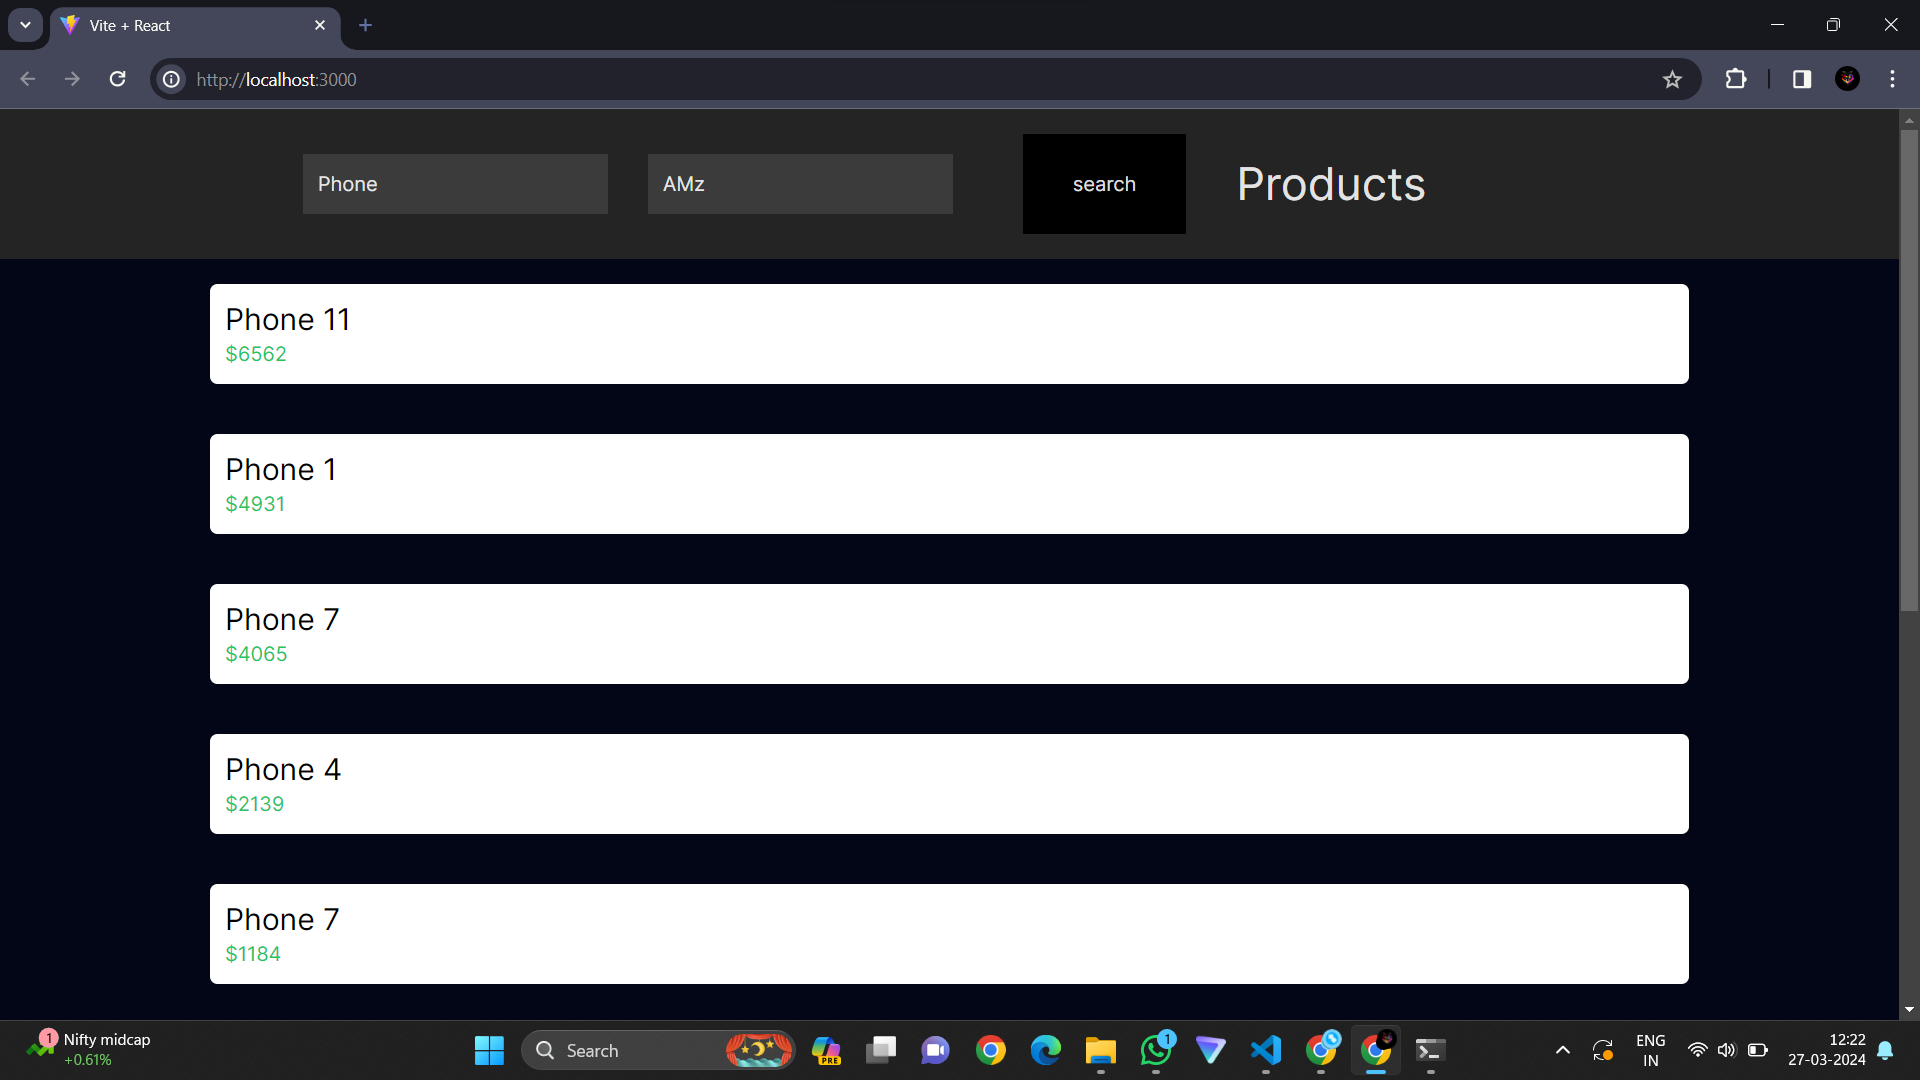 Vite + React
http://localhost:3000
Phone
AMz
search
Products
Phone 11
$6562
Phone 1
$4931
Phone 7
$4065
Phone 4
$2139
Phone 7
$1184
1
Nifty midcap
+0.61%
Search
PRE
1
ENG
IN
12:22
27-03-2024